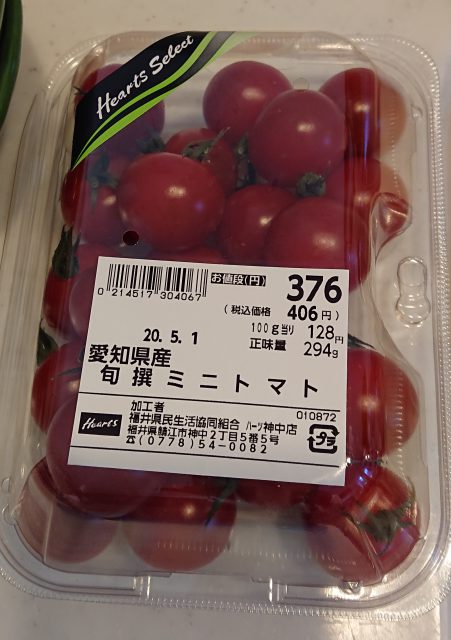 Hearts Select
お値段(円) 376
0 214517 304067
(税込価格 406円)
100g当り 128円
20. 5. 1
正味量 294g
愛知県産
旬撰ミニトマト
加工者 010872
Hearts
福井県民生活協同組合 ハーツ神中店
福井県鯖江市神中2丁目5番5号
☎(0778)54-0082
プラ